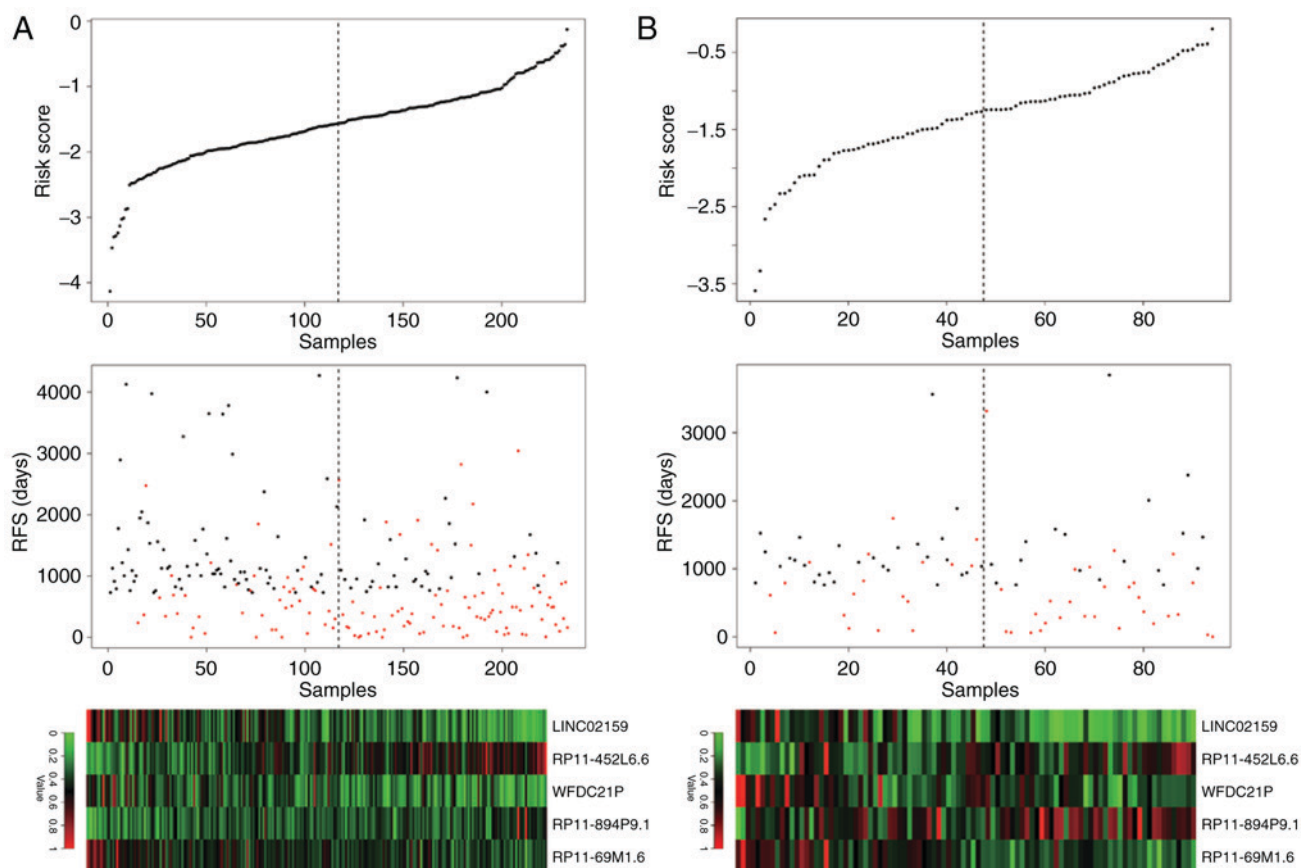 A
0
−1
−2
−3
−4
Risk score
0 50 100 150 200
Samples
4000
3000
2000
1000
0
RFS (days)
0 50 100 150 200
Samples
0
0.2
0.4
0.6
0.8
1
Value
LINC02159
RP11-452L6.6
WFDC21P
RP11-894P9.1
RP11-69M1.6
B
−0.5
−1.5
−2.5
−3.5
Risk score
0 20 40 60 80
Samples
3000
2000
1000
0
RFS (days)
0 20 40 60 80
Samples
0
0.2
0.4
0.6
0.8
1
Value
LINC02159
RP11-452L6.6
WFDC21P
RP11-894P9.1
RP11-69M1.6